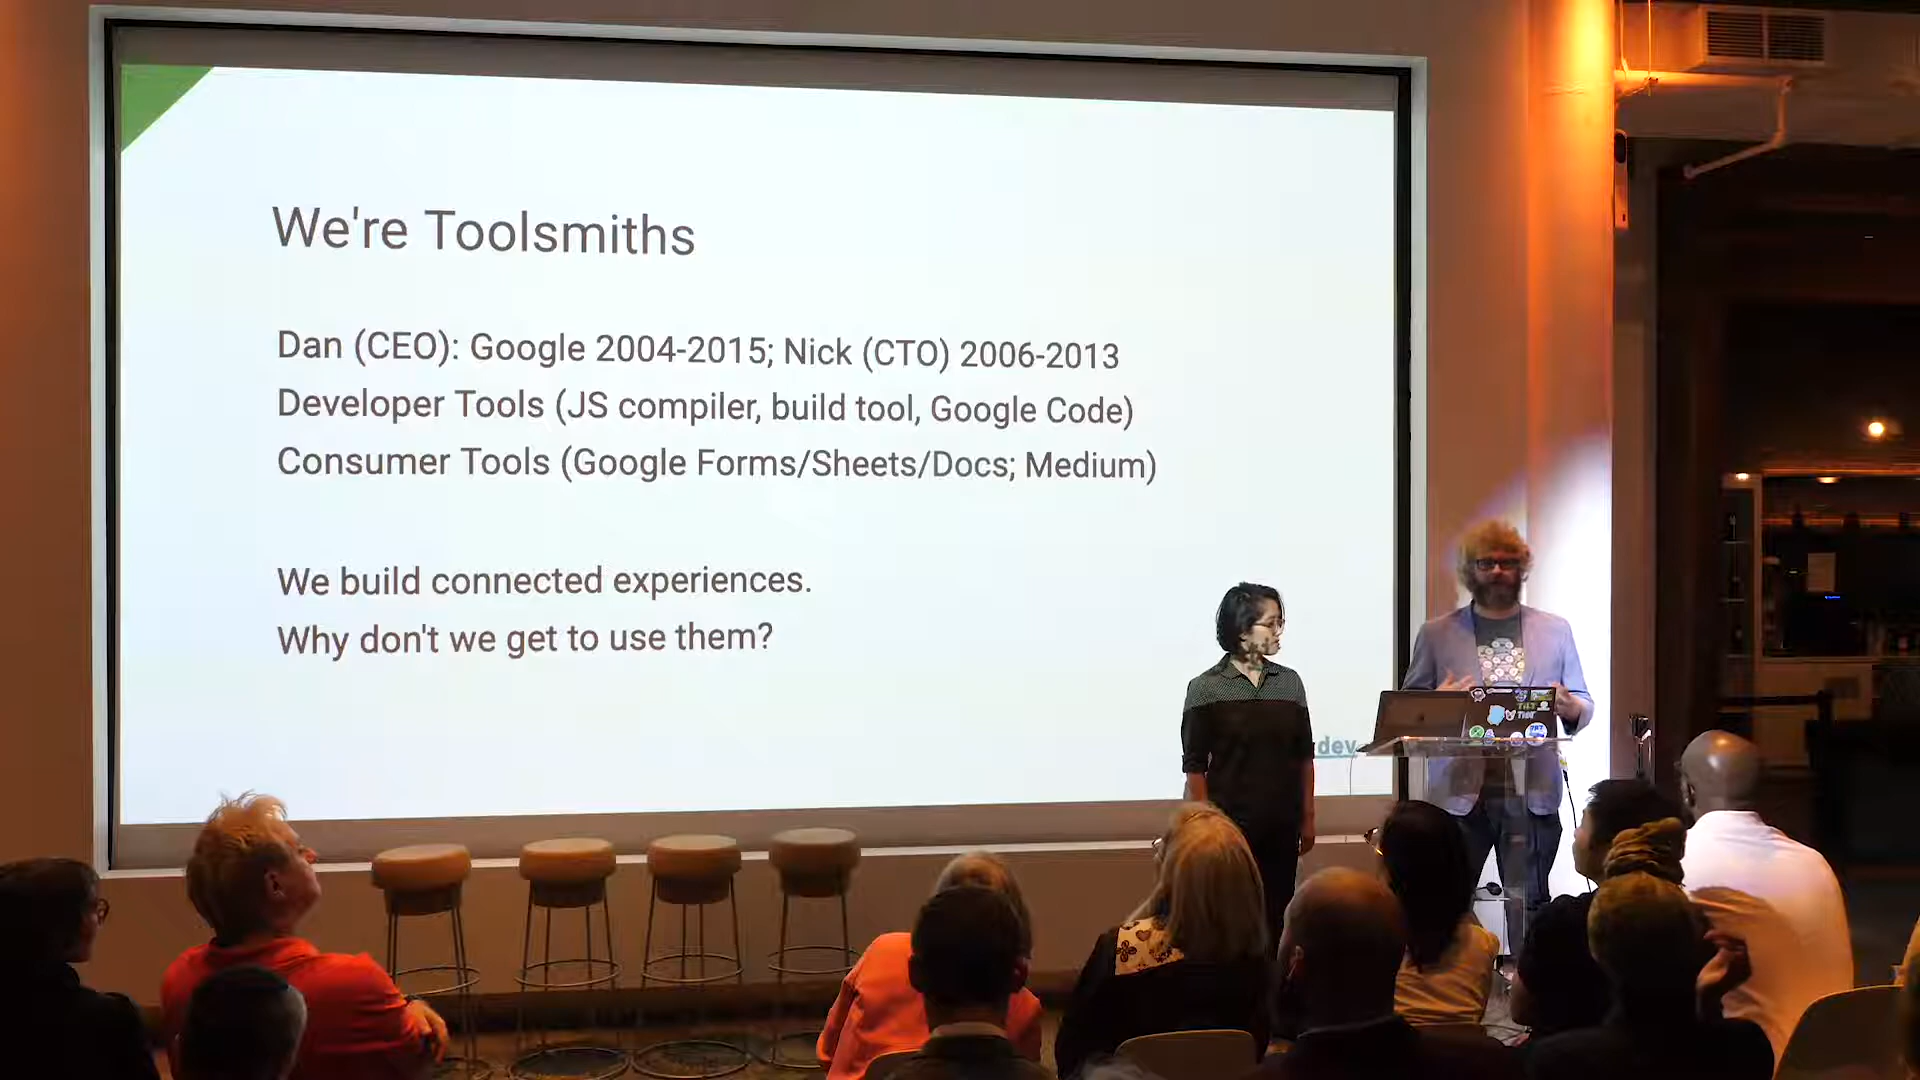 We're Toolsmiths
Dan (CEO): Google 2004-2015; Nick (CTO) 2006-2013
Developer Tools (JS compiler, build tool, Google Code)
Consumer Tools (Google Forms/Sheets/Docs; Medium)
We build connected experiences.
Why don't we get to use them?
dev
TILT